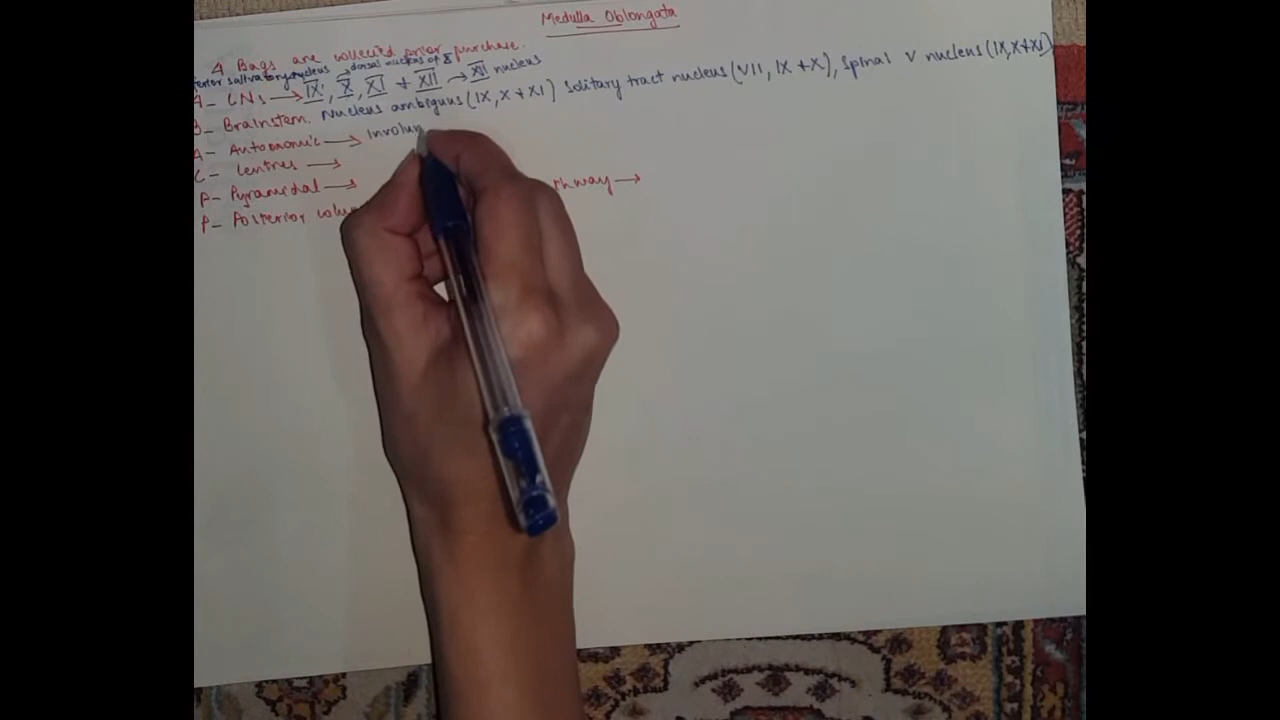 Medulla Oblongata
4 Bags are collected prior purchase.
salivatory nucleus dorsal nucleus of X
A- CNs → IX, X, XI + XII → XII nucleus
B- Brainstem. Nucleus ambiguus (IX, X + XI) Solitary tract nucleus (VII, IX + X), Spinal V nucleus (IX, X + XI)
A- Autonomic → Involun
C- Centres →
P- Pyramidal →
P- Posterior colu hway →